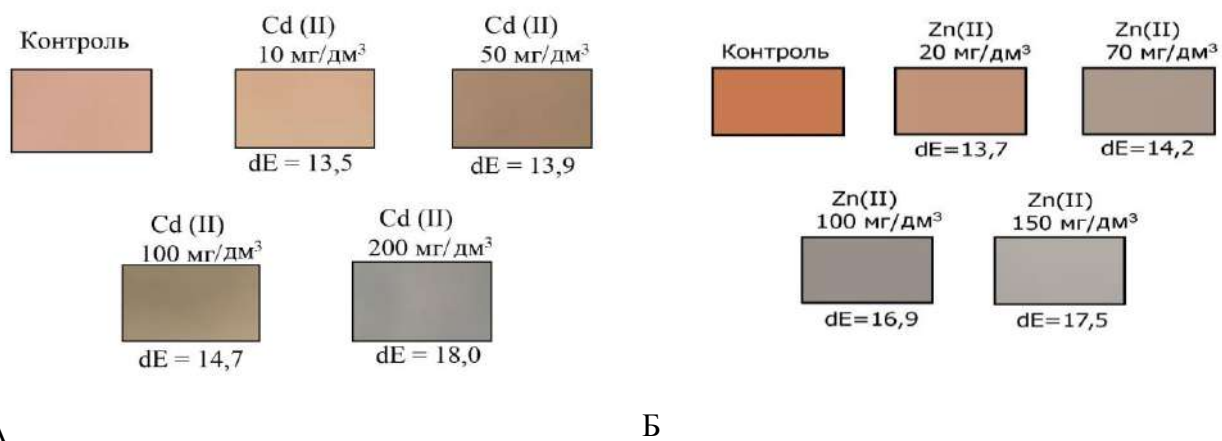 Контроль
Cd (II)
10 мг/дм³
dE = 13,5
Cd (II)
50 мг/дм³
dE = 13,9
Cd (II)
100 мг/дм³
dE = 14,7
Cd (II)
200 мг/дм³
dE = 18,0
Контроль
Zn(II)
20 мг/дм³
dE=13,7
Zn(II)
70 мг/дм³
dE=14,2
Zn(II)
100 мг/дм³
dE=16,9
Zn(II)
150 мг/дм³
dE=17,5
Б